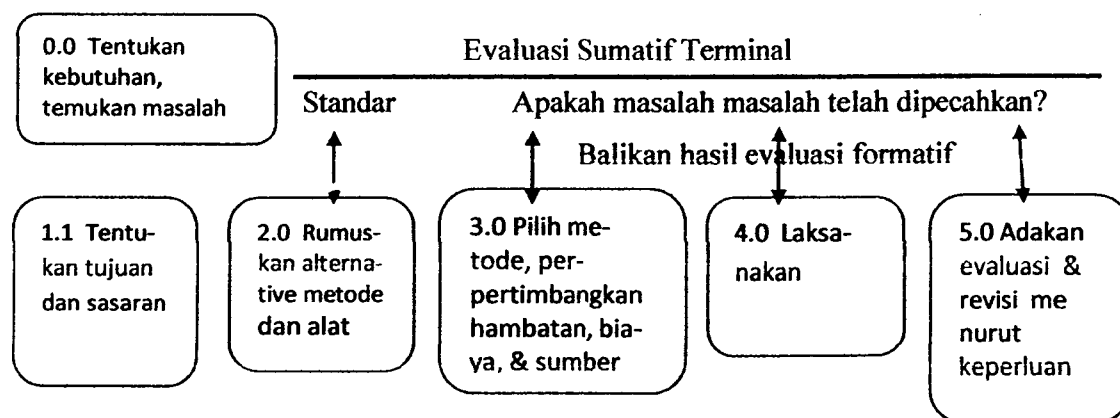 0.0 Tentukan
kebutuhan,
temukan masalah
Evaluasi Sumatif Terminal
Standar
Apakah masalah masalah telah dipecahkan?
Balikan hasil evaluasi formatif
1.1 Tentu-
kan tujuan
dan sasaran
2.0 Rumus-
kan alterna-
tive metode
dan alat
3.0 Pilih me-
tode, per-
pertimbangkan
hambatan, bia-
ya, & sumber
4.0 Laksa-
nakan
5.0 Adakan
evaluasi &
revisi me
nurut
keperluan